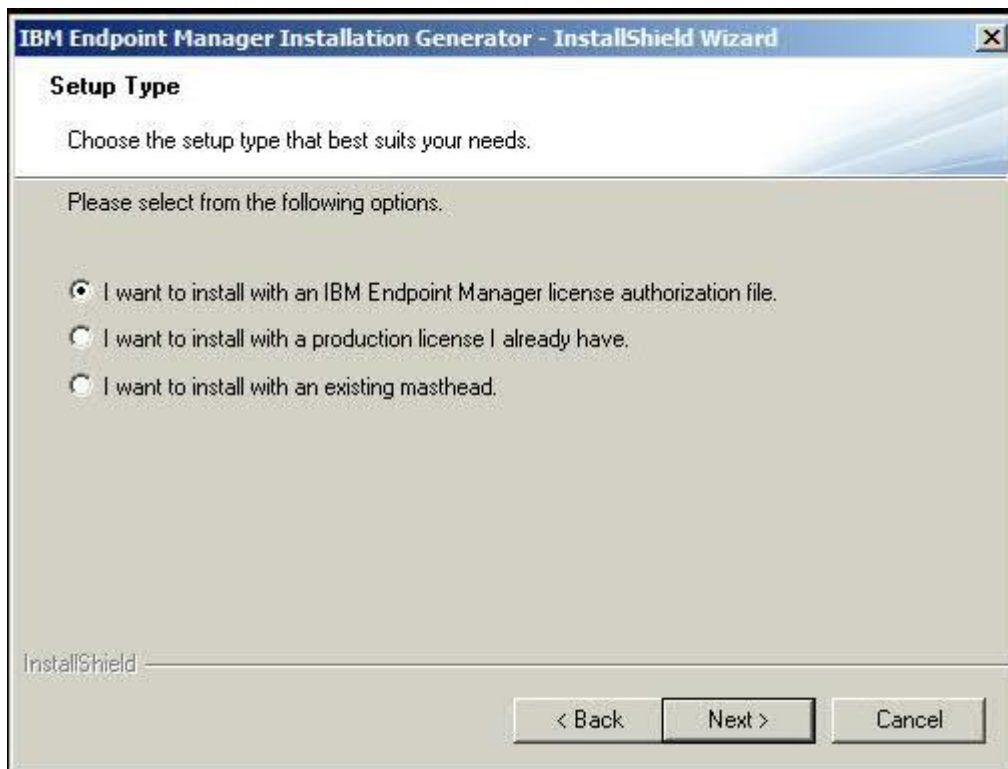 IBM Endpoint Manager Installation Generator - InstallShield Wizard
Setup Type
Choose the setup type that best suits your needs.
Please select from the following options.
I want to install with an IBM Endpoint Manager license authorization file.
I want to install with a production license I already have.
I want to install with an existing masthead.
InstallShield
< Back Next > Cancel